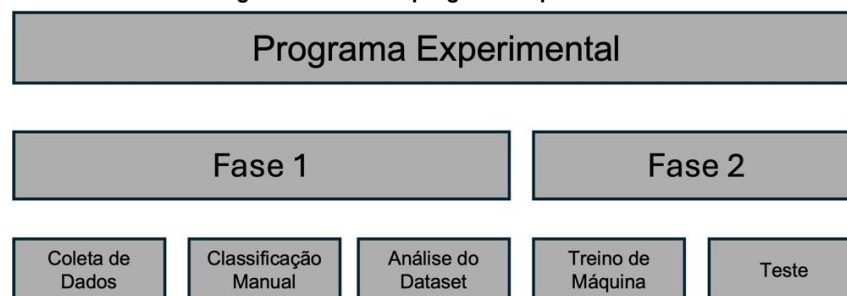 Programa Experimental
Fase 1
Fase 2
Coleta de
Dados
Classificação
Manual
Análise do
Dataset
Treino de
Máquina
Teste